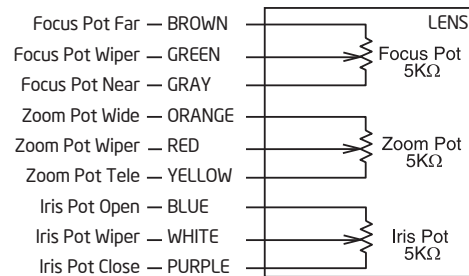 Focus Pot Far — BROWN
LENS
Focus Pot Wiper — GREEN
Focus Pot
5KΩ
Focus Pot Near — GRAY
Zoom Pot Wide — ORANGE
Zoom Pot Wiper — RED
Zoom Pot
5KΩ
Zoom Pot Tele — YELLOW
Iris Pot Open — BLUE
Iris Pot Wiper — WHITE
Iris Pot
5KΩ
Iris Pot Close — PURPLE